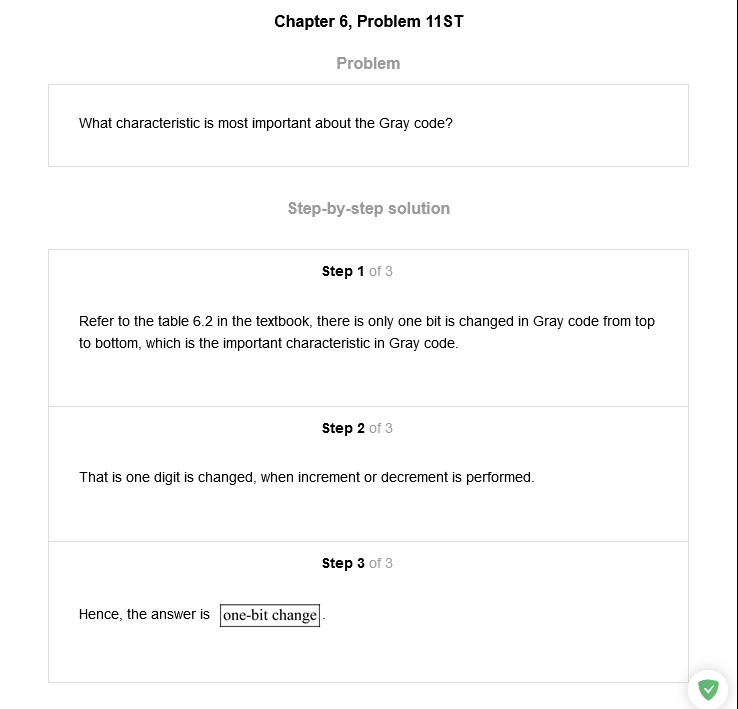 Chapter 6, Problem 11ST
Problem
What characteristic is most important about the Gray code?
Step-by-step solution
Step 1 of 3
Refer to the table 6.2 in the textbook, there is only one bit is changed in Gray code from top
to bottom, which is the important characteristic in Gray code.
Step 2 of 3
That is one digit is changed, when increment or decrement is performed.
Step 3 of 3
Hence, the answer is one-bit change.